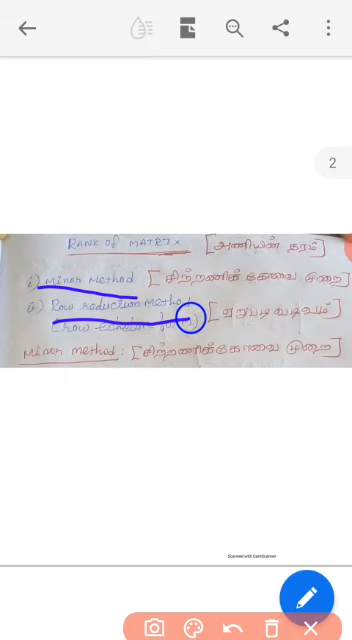 2
RANK OF MATRIX [அணியின் தரம்]
i) Minor Method [சிற்றணிக் கோவை முறை]
ii) Row reduction Method
(row echelon form) [ஏறுபடி வடிவம்]
Minor Method : [சிற்றணிக்கோவை முறை]
Scanned with CamScanner